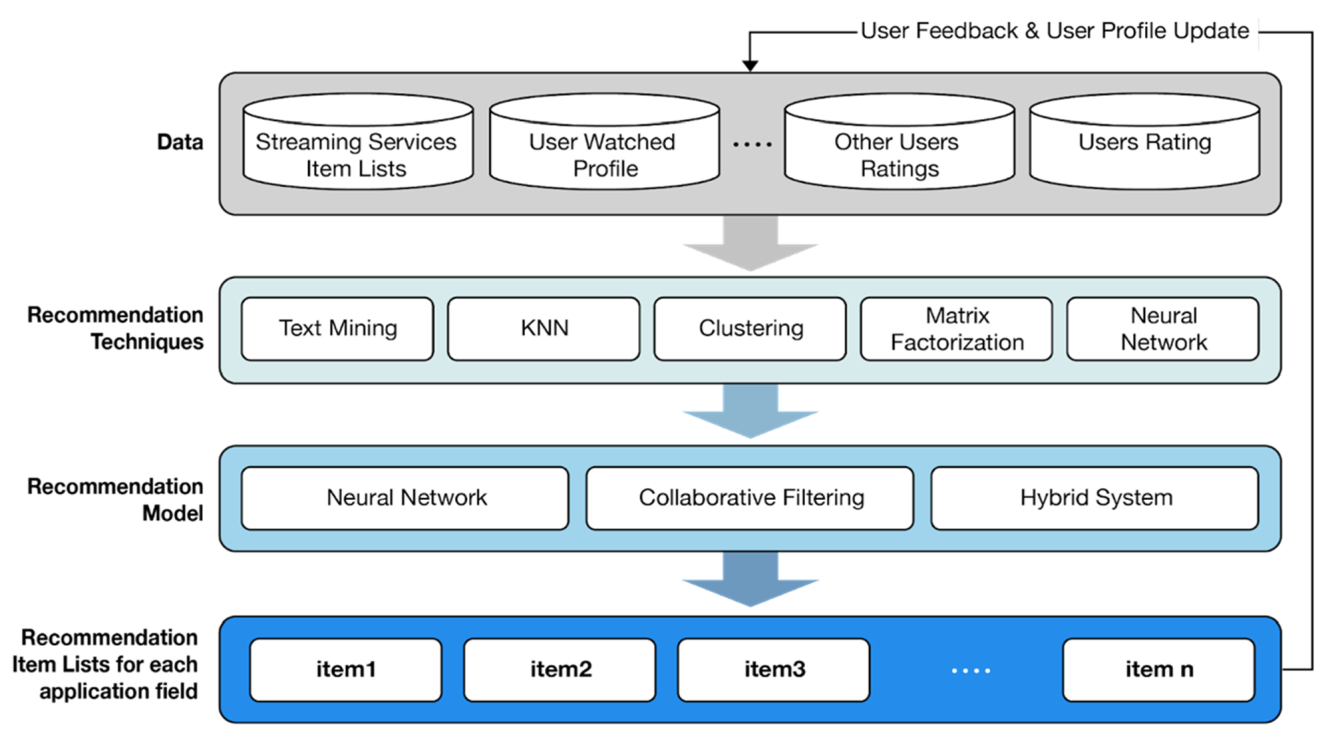 User Feedback & User Profile Update
Data
Streaming Services
Item Lists
User Watched
Profile
....
Other Users
Ratings
Users Rating
Recommendation
Techniques
Text Mining
KNN
Clustering
Matrix
Factorization
Neural
Network
Recommendation
Model
Neural Network
Collaborative Filtering
Hybrid System
Recommendation
Item Lists for each
application field
item1
item2
item3
....
item n